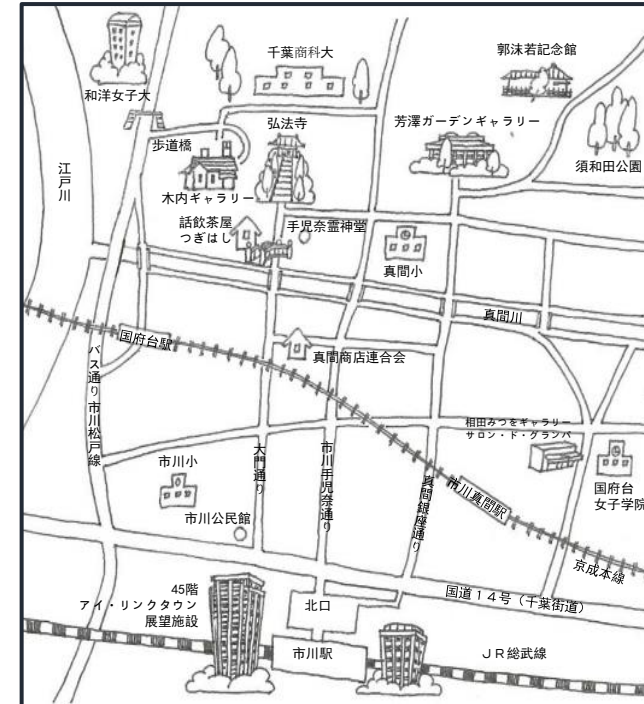 千葉商科大
郭沫若記念館
和洋女子大
弘法寺
芳澤ガーデンギャラリー
歩道橋
須和田公園
江戸川
木内ギャラリー
話飲茶屋
つぎはし
手児奈霊神堂
真間小
真間川
国府台駅
真間商店連合会
バス通り市川松戸線
相田みつをギャラリー
サロン・ド・グランパ
大門通り
市川手児奈通り
真間銀座通り
市川小
市川真間駅
国府台
女子学院
市川公民館
京成本線
45階
アイ・リンクタウン
展望施設
北口
国道14号（千葉街道）
市川駅
JR総武線